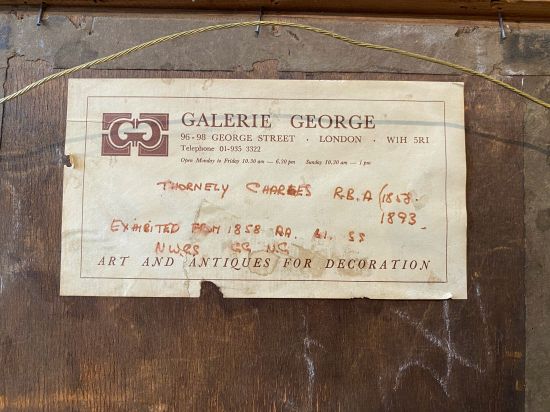 GALERIE GEORGE
96-98 GEORGE STREET · LONDON · W1H 5RI
Telephone 01-935 3322
Open Monday to Friday 10.30 am — 6.30 pm Sunday 10.30 am — 1 pm
THORNELY CHARLES R.B.A (1858.
1893.
EXHIBITED FROM 1858 RA. BI. SS
NWCS GG NG
ART AND ANTIQUES FOR DECORATION